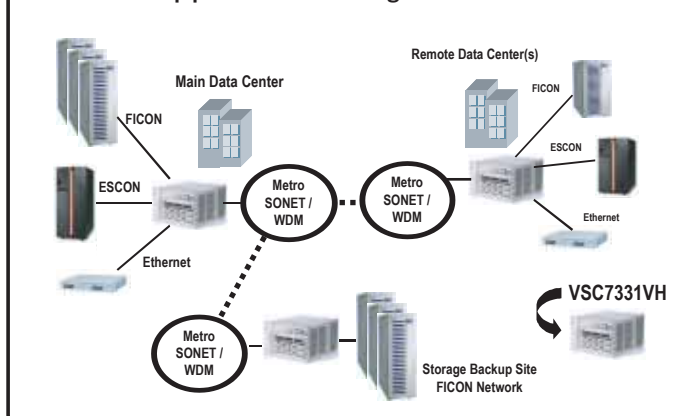 Main Data Center
Remote Data Center(s)
FICON
ESCON
Ethernet
Metro
SONET /
WDM
Metro
SONET /
WDM
FICON
ESCON
Ethernet
Metro
SONET /
WDM
Storage Backup Site
FICON Network
VSC7331VH